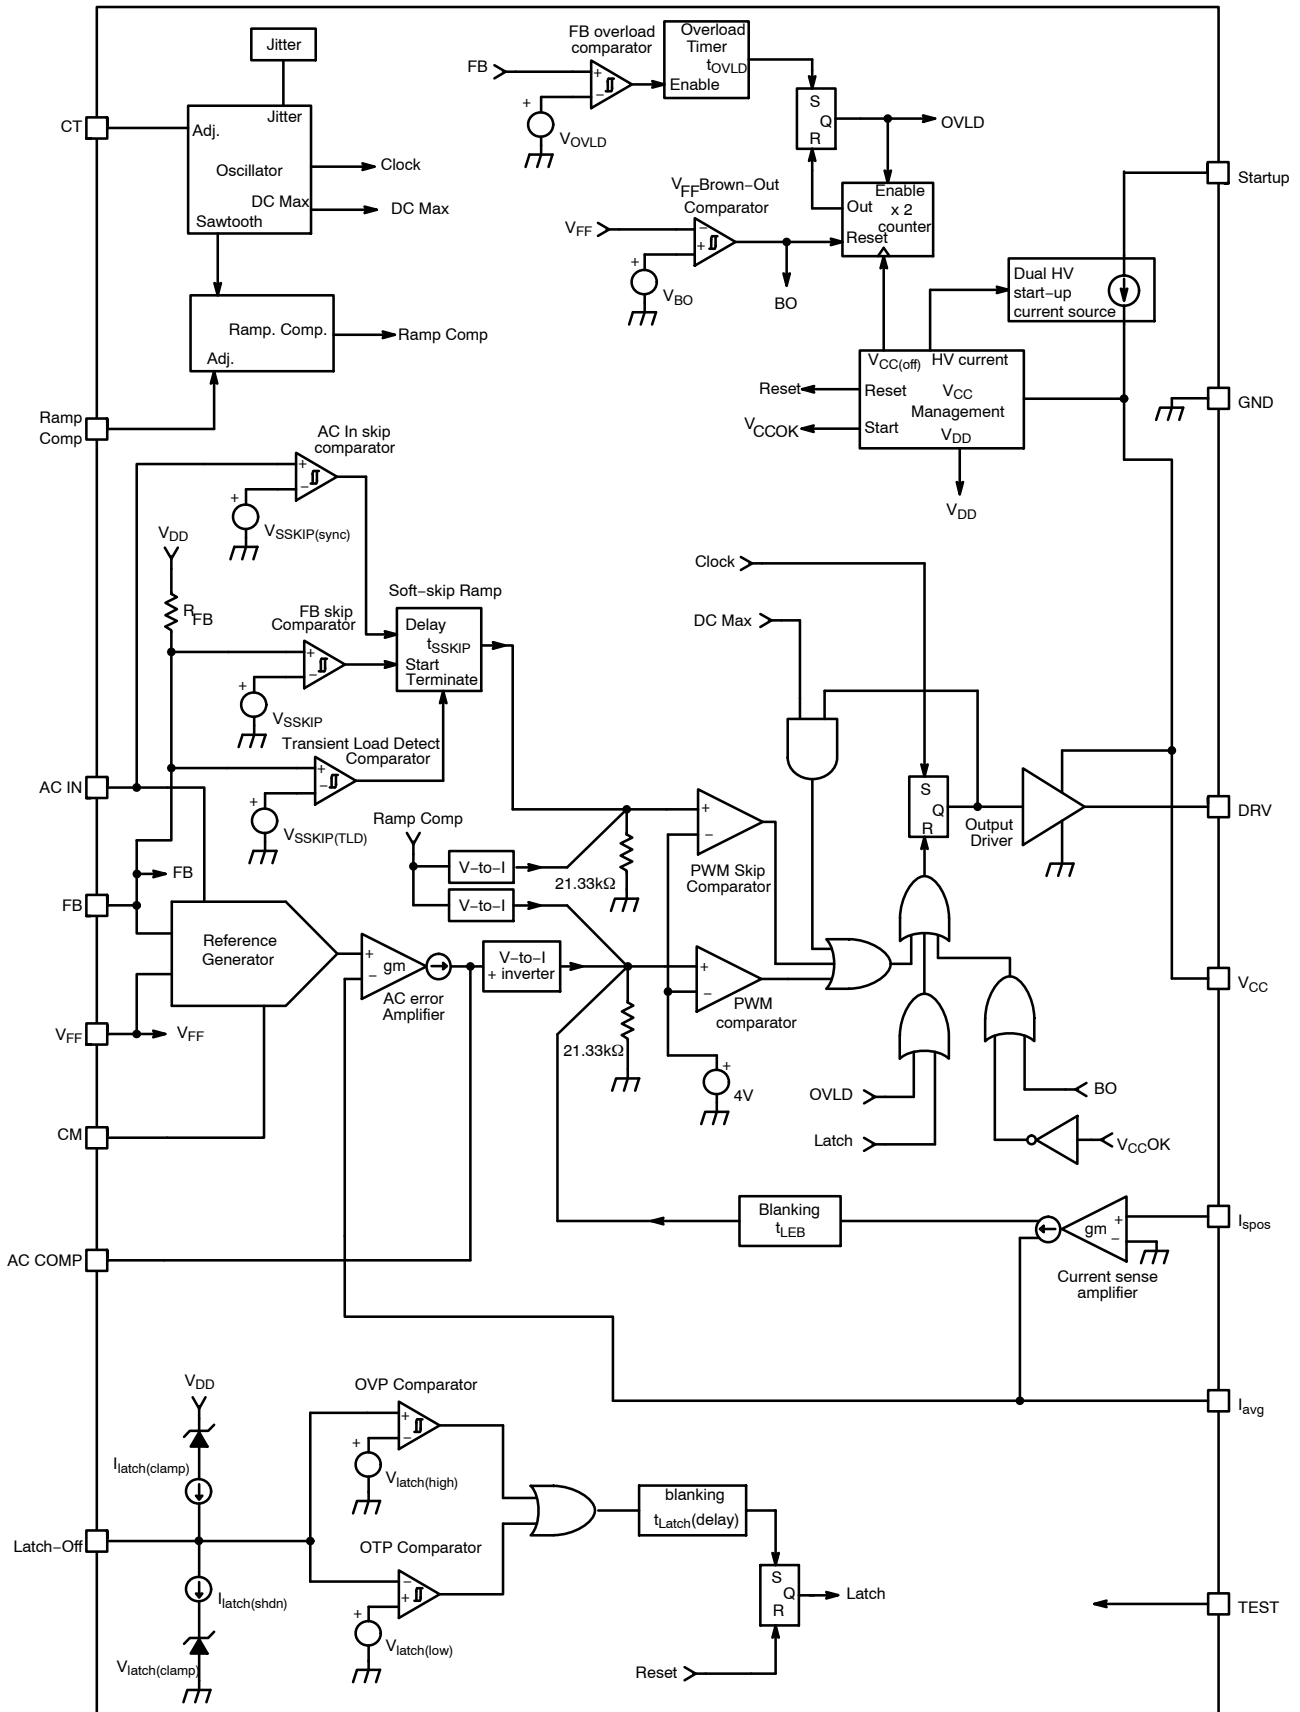 Jitter
Jitter
Adj.
Oscillator
DC Max
Sawtooth
CT
Clock
DC Max
Ramp. Comp.
Adj.
Ramp Comp
Ramp
Comp
FB overload
comparator
FB
+
−
+
VOVLD
Overload
Timer
tOVLD
Enable
S
Q
R
OVLD
VFF Brown−Out
Comparator
VFF
−
+
+
VBO
BO
Enable
x 2
counter
Out
Reset
Startup
Dual HV
start−up
current source
VCC(off)
HV current
Reset
VCC
Management
Start
VDD
Reset
VCCOK
VDD
GND
AC In skip
comparator
+
−
+
VSSKIP(sync)
VDD
RFB
Soft−skip Ramp
FB skip
Comparator
+
−
+
VSSKIP
Delay
tSSKIP
Start
Terminate
Transient Load Detect
Comparator
+
−
+
VSSKIP(TLD)
Clock
DC Max
AC IN
FB
FB
Ramp Comp
V−to−I
V−to−I
21.33kΩ
+
−
PWM Skip
Comparator
S
Q
R
Output
Driver
DRV
Reference
Generator
+
−
gm
AC error
Amplifier
V−to−I
+ inverter
21.33kΩ
+
−
PWM
comparator
+
4V
VCC
VFF
VFF
CM
OVLD
Latch
BO
VCCOK
Blanking
tLEB
gm
+
−
Current sense
amplifier
Ispos
AC COMP
Iavg
VDD
Ilatch(clamp)
Latch−Off
Ilatch(shdn)
Vlatch(clamp)
OVP Comparator
+
−
+
Vlatch(high)
OTP Comparator
−
+
+
Vlatch(low)
blanking
tLatch(delay)
S
Q
R
Latch
Reset
TEST